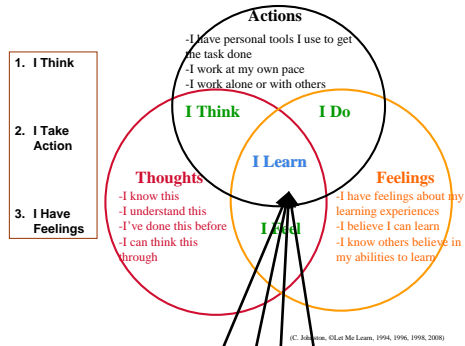 Actions
-I have personal tools I use to get
the task done
-I work at my own pace
-I work alone or with others
1. I Think
2. I Take
Action
3. I Have
Feelings
I Think
I Do
I Learn
Thoughts
-I know this
-I understand this
-I've done this before
-I can think this
through
Feelings
-I have feelings about my
learning experiences
-I believe I can learn
-I know others believe in
my abilities to learn
I Feel
(C. Johnston, ©Let Me Learn, 1994, 1996, 1998, 2008)